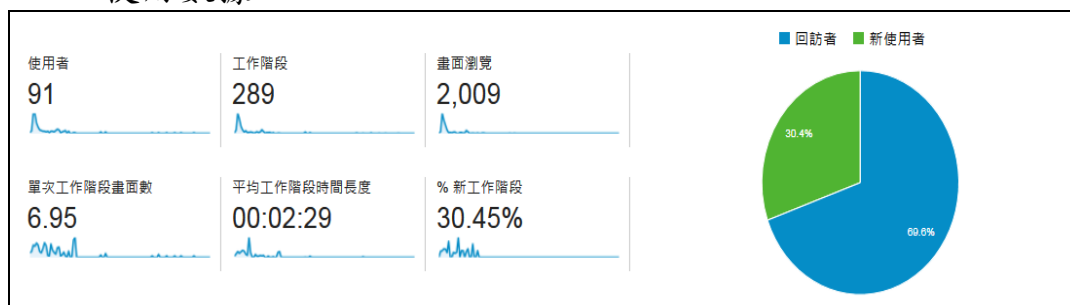 回訪者 新使用者
使用者 工作階段 畫面瀏覽
91 289 2,009
單次工作階段畫面數 平均工作階段時間長度 % 新工作階段
6.95 00:02:29 30.45%
30.4%
69.6%